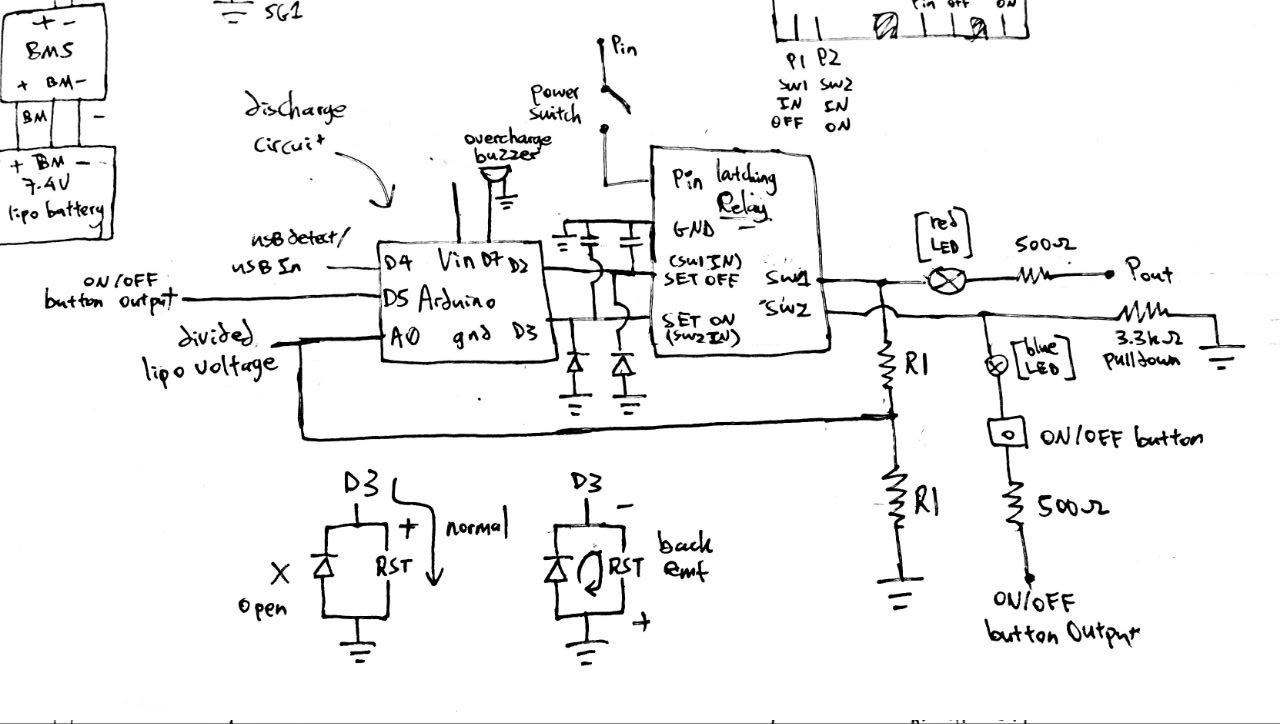 + -
BMS
+ BM -
BM
-
+ BM -
7.4V
lipo battery
SG1
Pin off ON
P1 P2
SW1 SW2
IN IN
OFF ON
Pin
power
switch
discharge
circuit
overcharge
buzzer
Pin latching
Relay
GND
(SW1 IN)
SET OFF
SW1
SW2
SET ON
(SW2 IN)
usB detect/
usB In
ON/OFF
button output
divided
lipo voltage
D4 Vin D7 D2
D5 Arduino
A0 gnd D3
[red
LED]
500Ω
Pout
3.3kΩ
pulldown
[blue
LED]
R1
ON/OFF button
R1
500Ω
ON/OFF
button Output
D3
+
normal
X
open
RST
D3
-
RST
back
emf
+